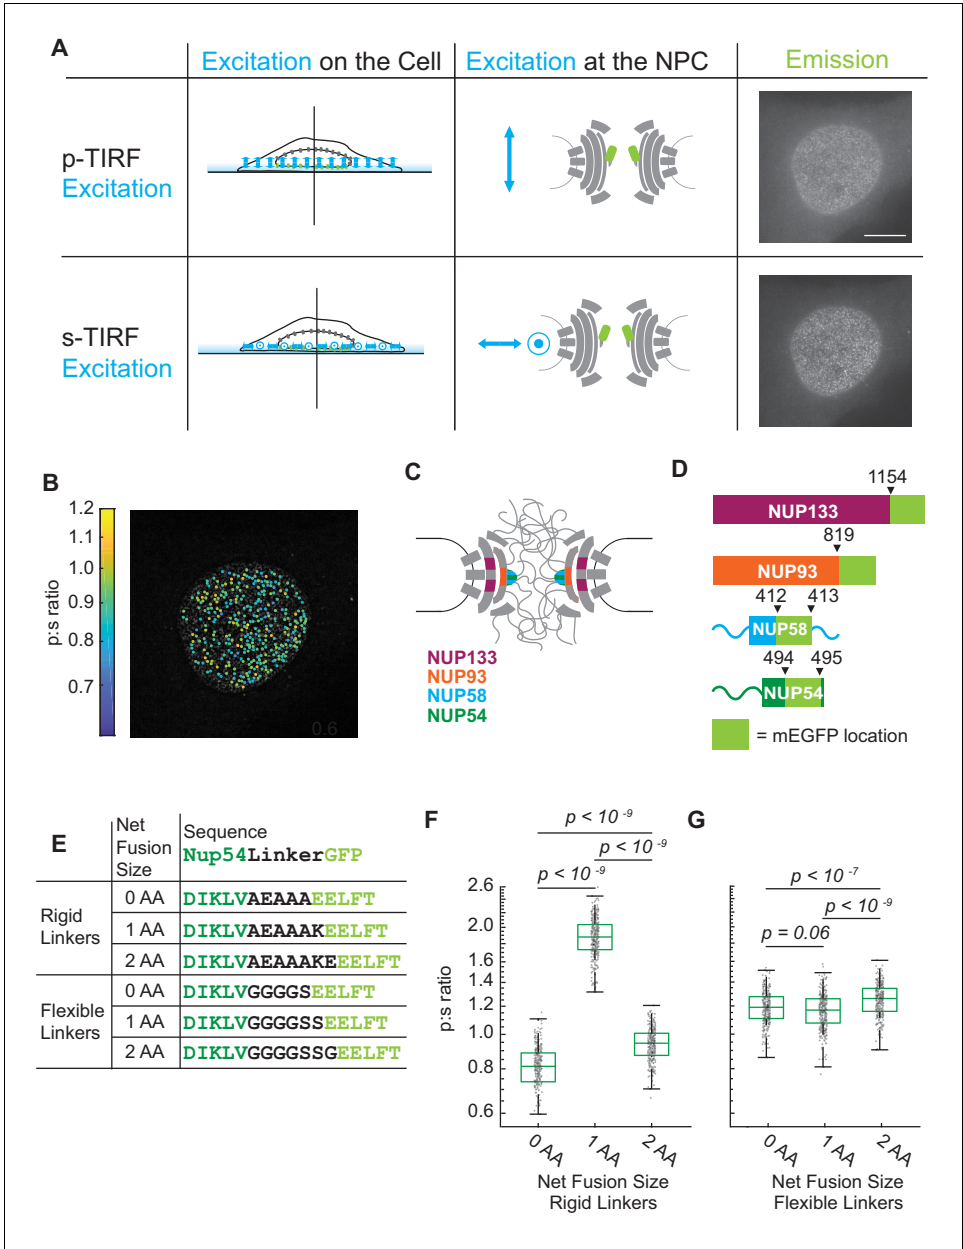 A
Excitation on the Cell
Excitation at the NPC
Emission
p-TIRF
Excitation
s-TIRF
Excitation
B
p:s ratio
1.2
1.0
0.9
0.8
0.7
0.6
C
NUP133
NUP93
NUP58
NUP54
D
1154
NUP133
819
NUP93
412
413
NUP58
494
495
NUP54
= mEGFP location
E
Net
Fusion
Size
Sequence
Nup54LinkerGFP
Rigid
Linkers
0 AA
DIKLVAEAAAEELFT
1 AA
DIKLVAEAAAKEELFT
2 AA
DIKLVAEAAAKEEELFT
Flexible
Linkers
0 AA
DIKLVGGGGSEELFT
1 AA
DIKLVGGGGSSEELFT
2 AA
DIKLVGGGGSSGEELFT
F
p < 10 -9
p < 10 -9
p < 10 -9
p:s ratio
2.6
2.0
1.6
1.4
1.2
1.0
0.8
0.6
0 AA
1 AA
2 AA
Net Fusion Size
Rigid Linkers
G
p < 10 -7
p < 10 -9
p = 0.06
0 AA
1 AA
2 AA
Net Fusion Size
Flexible Linkers